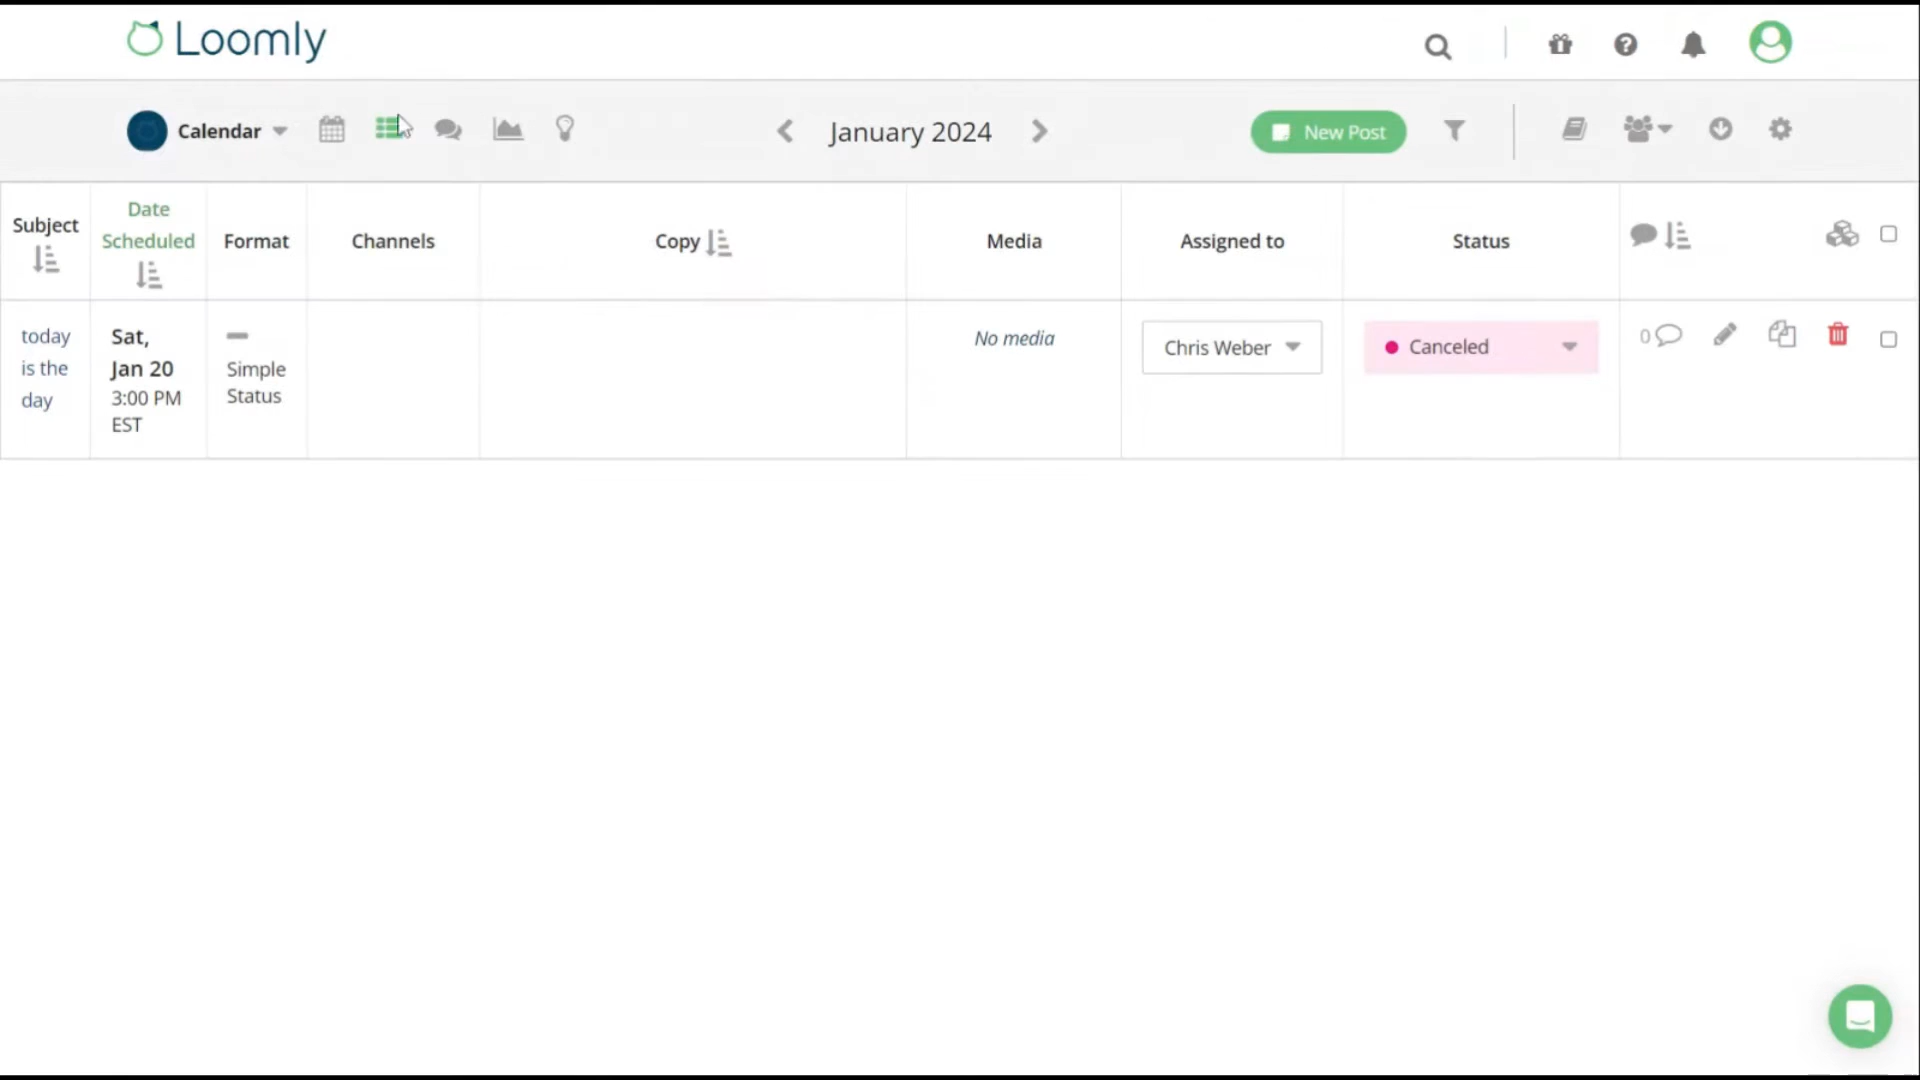 Loomly
Calendar
January 2024
New Post
Subject
Date
Scheduled
Format
Channels
Copy
Media
Assigned to
Status
today
is the
day
Sat,
Jan 20
3:00 PM
EST
Simple
Status
No media
Chris Weber
Canceled
0